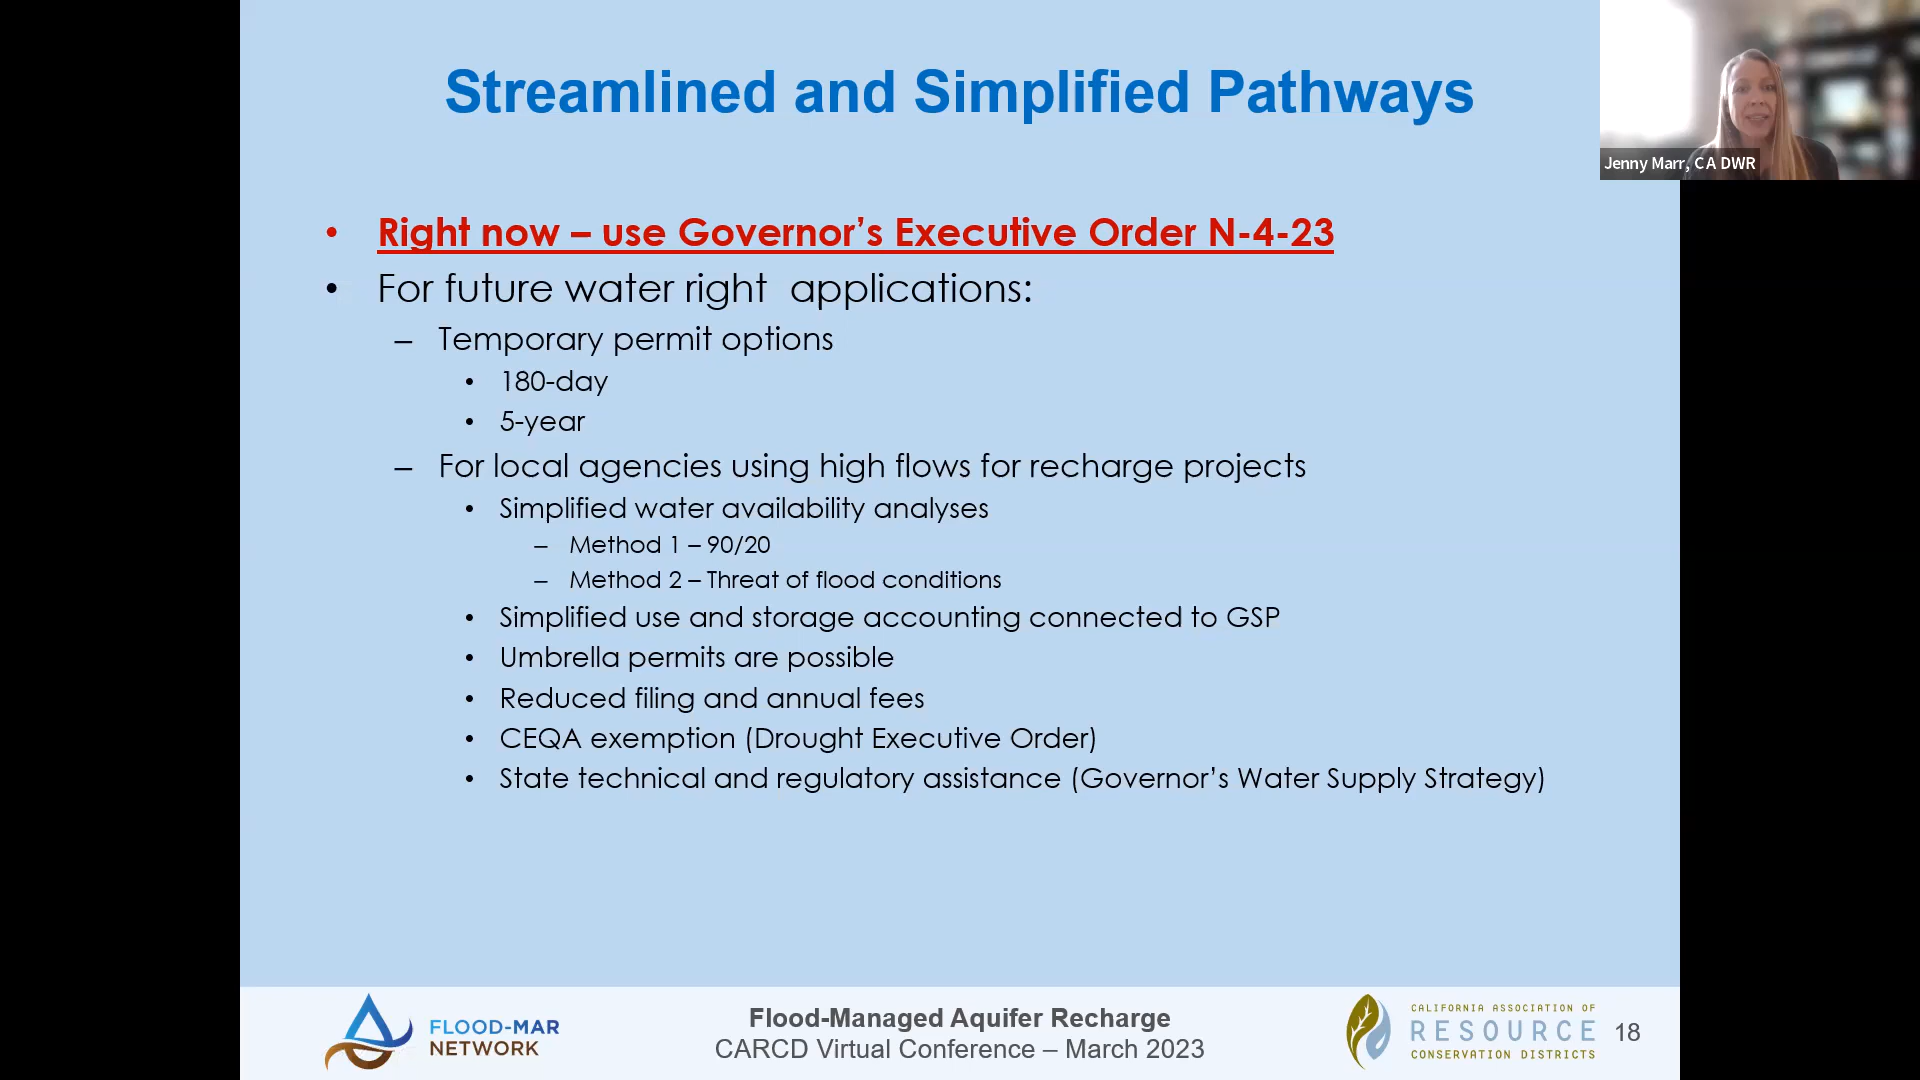 Streamlined and Simplified Pathways
Jenny Marr, CA DWR
• Right now – use Governor’s Executive Order N-4-23
• For future water right  applications:
– Temporary permit options
• 180-day
• 5-year
– For local agencies using high flows for recharge projects
• Simplified water availability analyses
– Method 1 – 90/20
– Method 2 – Threat of flood conditions
• Simplified use and storage accounting connected to GSP
• Umbrella permits are possible
• Reduced filing and annual fees
• CEQA exemption (Drought Executive Order)
• State technical and regulatory assistance (Governor’s Water Supply Strategy)
FLOOD-MAR
NETWORK
Flood-Managed Aquifer Recharge
CARCD Virtual Conference – March 2023
CALIFORNIA ASSOCIATION OF
RESOURCE
CONSERVATION DISTRICTS
18